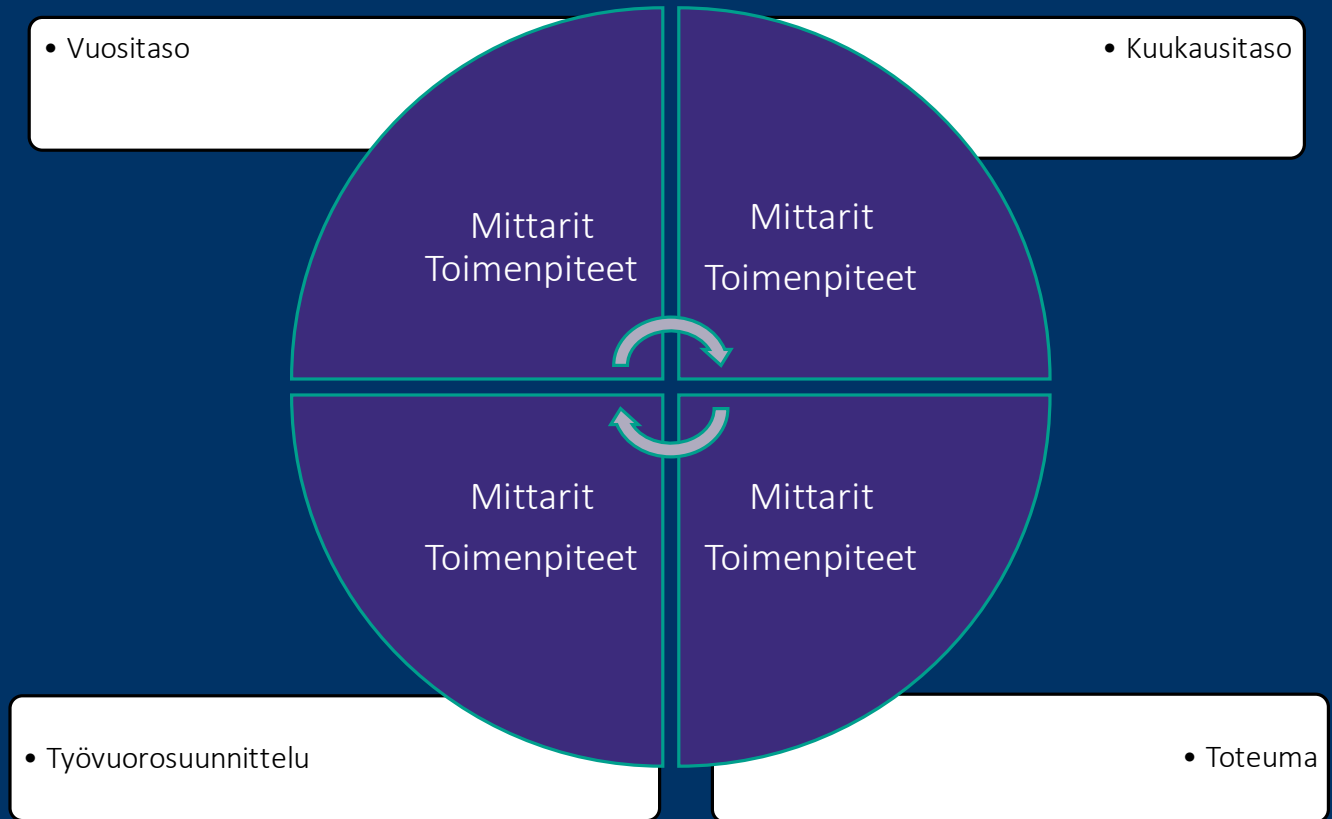 • Vuositaso
• Kuukausitaso
Mittarit
Toimenpiteet
Mittarit
Toimenpiteet
Mittarit
Toimenpiteet
Mittarit
Toimenpiteet
• Työvuorosuunnittelu
• Toteuma